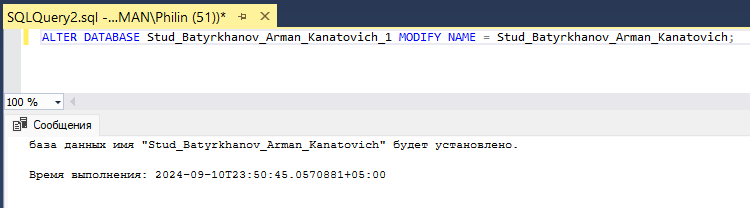 SQLQuery2.sql -...MAN\Philin (51))*
ALTER DATABASE Stud_Batyrkhanov_Arman_Kanatovich_1 MODIFY NAME = Stud_Batyrkhanov_Arman_Kanatovich;
100 %
Сообщения
база данных имя "Stud_Batyrkhanov_Arman_Kanatovich" будет установлено.
Время выполнения: 2024-09-10T23:50:45.0570881+05:00